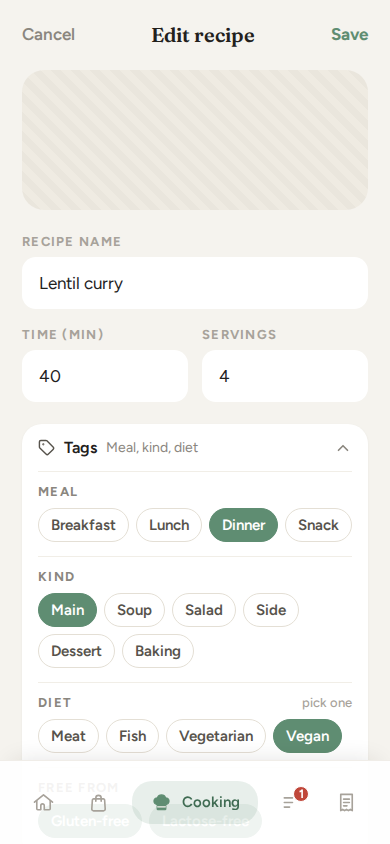 Cancel Edit recipe Save
RECIPE NAME
Lentil curry
TIME (MIN) SERVINGS
40 4
Tags Meal, kind, diet
MEAL
Breakfast Lunch Dinner Snack
KIND
Main Soup Salad Side
Dessert Baking
DIET pick one
Meat Fish Vegetarian Vegan
FREE FROM
Cooking 1
Gluten-free Lactose-free